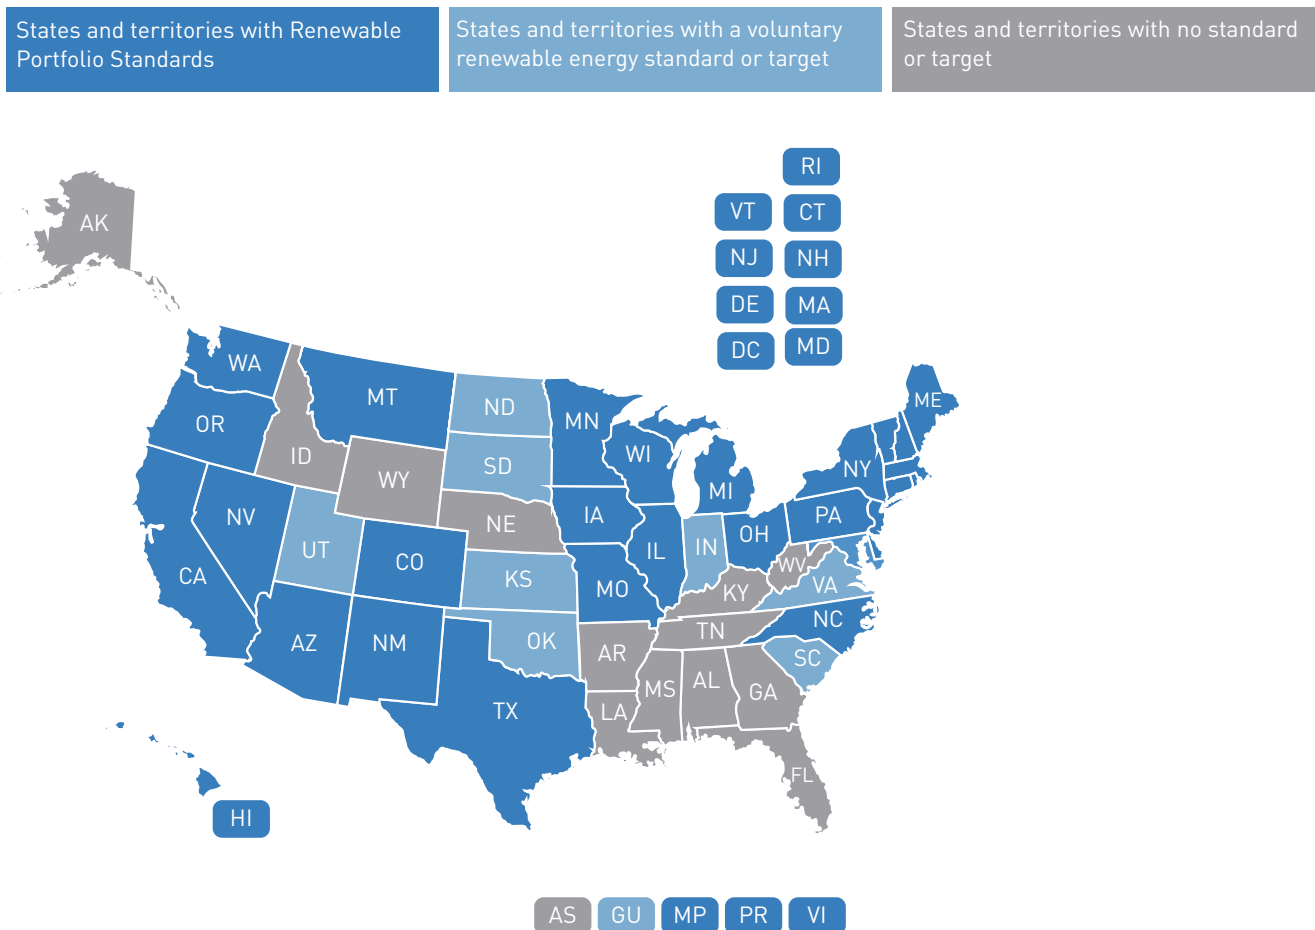 States and territories with Renewable
Portfolio Standards
States and territories with a voluntary
renewable energy standard or target
States and territories with no standard
or target
RI
VT
CT
NJ
NH
DE
MA
DC
MD
AK
WA
MT
ND
MN
ME
OR
ID
SD
WI
NY
WY
MI
NV
NE
IA
PA
UT
CO
IL
IN
OH
CA
KS
MO
KY
WV
VA
AZ
NM
OK
AR
TN
NC
TX
LA
MS
AL
GA
SC
FL
HI
AS
GU
MP
PR
VI